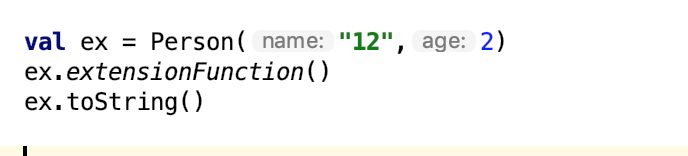 val ex = Person( name: "12", age: 2)
ex.extensionFunction()
ex.toString()